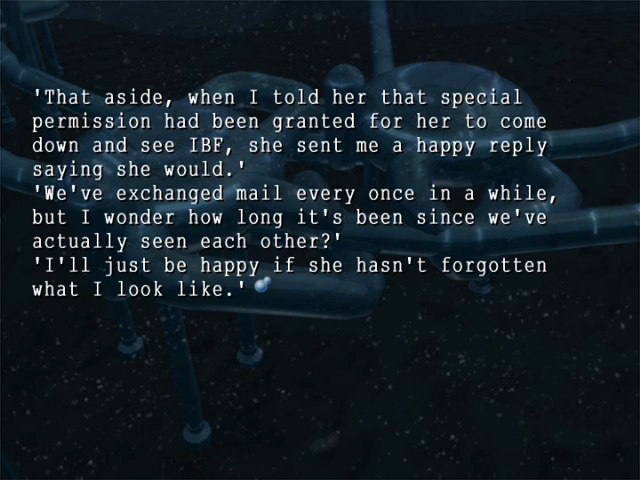 'That aside, when I told her that special
permission had been granted for her to come
down and see IBF, she sent me a happy reply
saying she would.'
'We've exchanged mail every once in a while,
but I wonder how long it's been since we've
actually seen each other?'
'I'll just be happy if she hasn't forgotten
what I look like.'